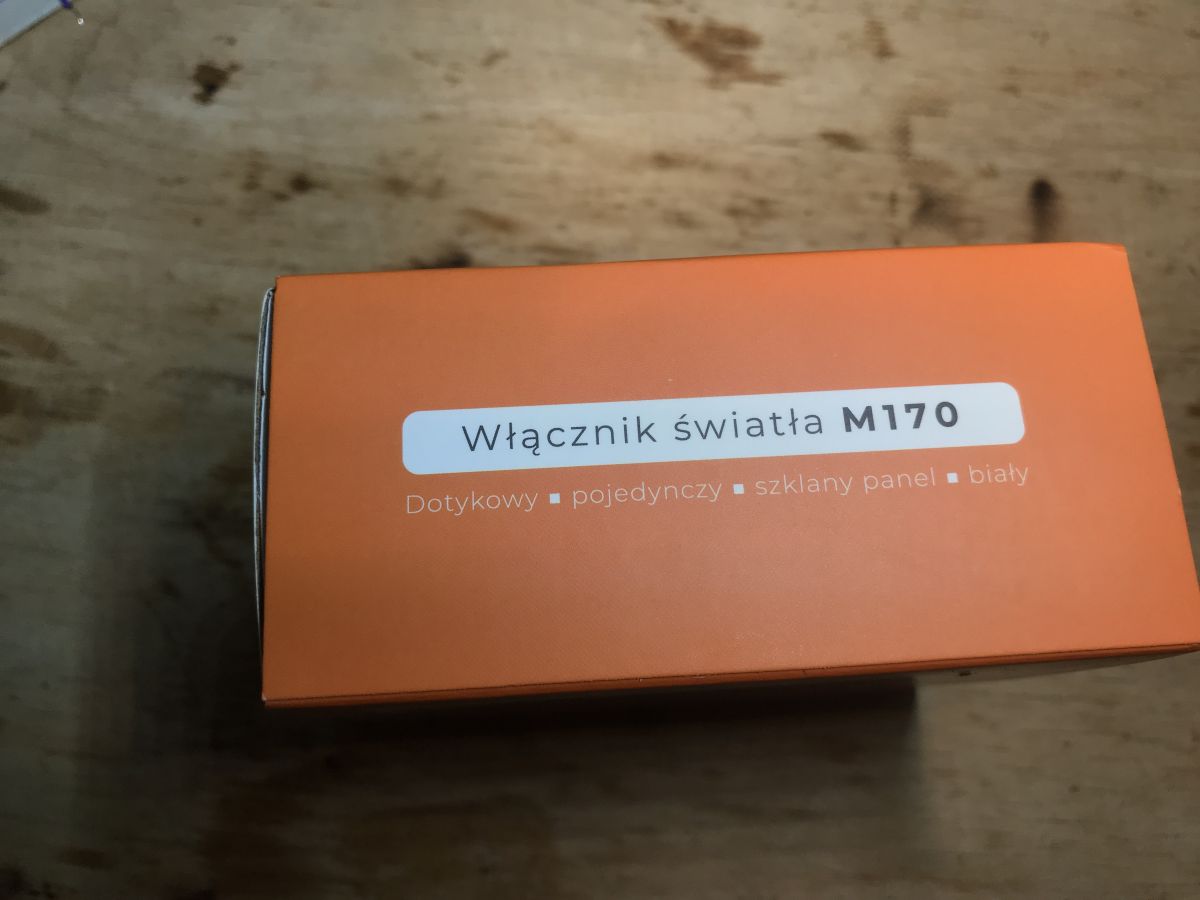 Włącznik światła M170
Dotykowy ▪ pojedynczy ▪ szklany panel ▪ biały